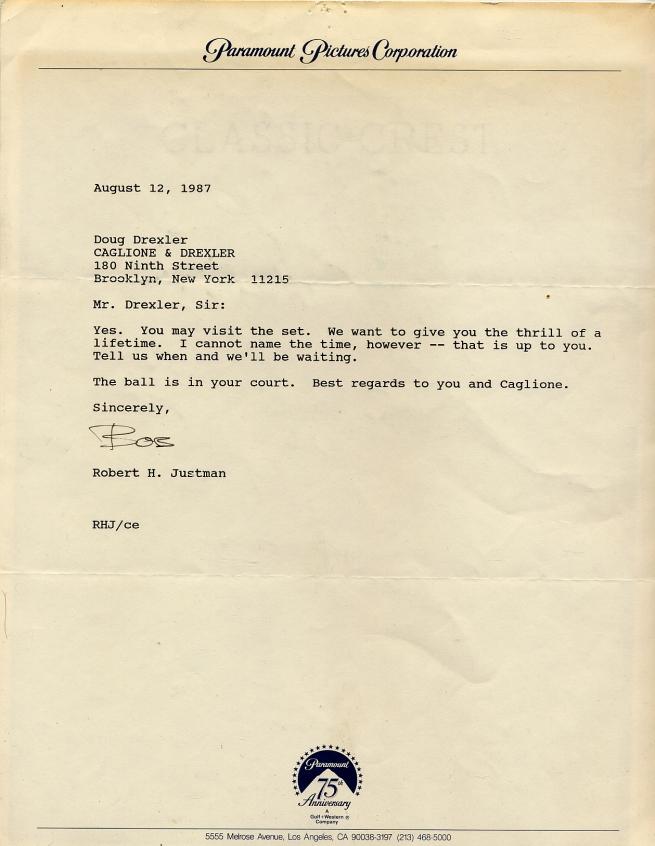 Paramount Pictures Corporation
CLASSIC CREST
August 12, 1987
Doug Drexler
CAGLIONE & DREXLER
180 Ninth Street
Brooklyn, New York  11215
Mr. Drexler, Sir:
Yes.  You may visit the set.  We want to give you the thrill of a
lifetime.  I cannot name the time, however -- that is up to you.
Tell us when and we'll be waiting.
The ball is in your court.  Best regards to you and Caglione.
Sincerely,
Bob
Robert H. Justman
RHJ/ce
Paramount
75th
Anniversary
A
Gulf+Western
Company
5555 Melrose Avenue, Los Angeles, CA 90038-3197 (213) 468-5000